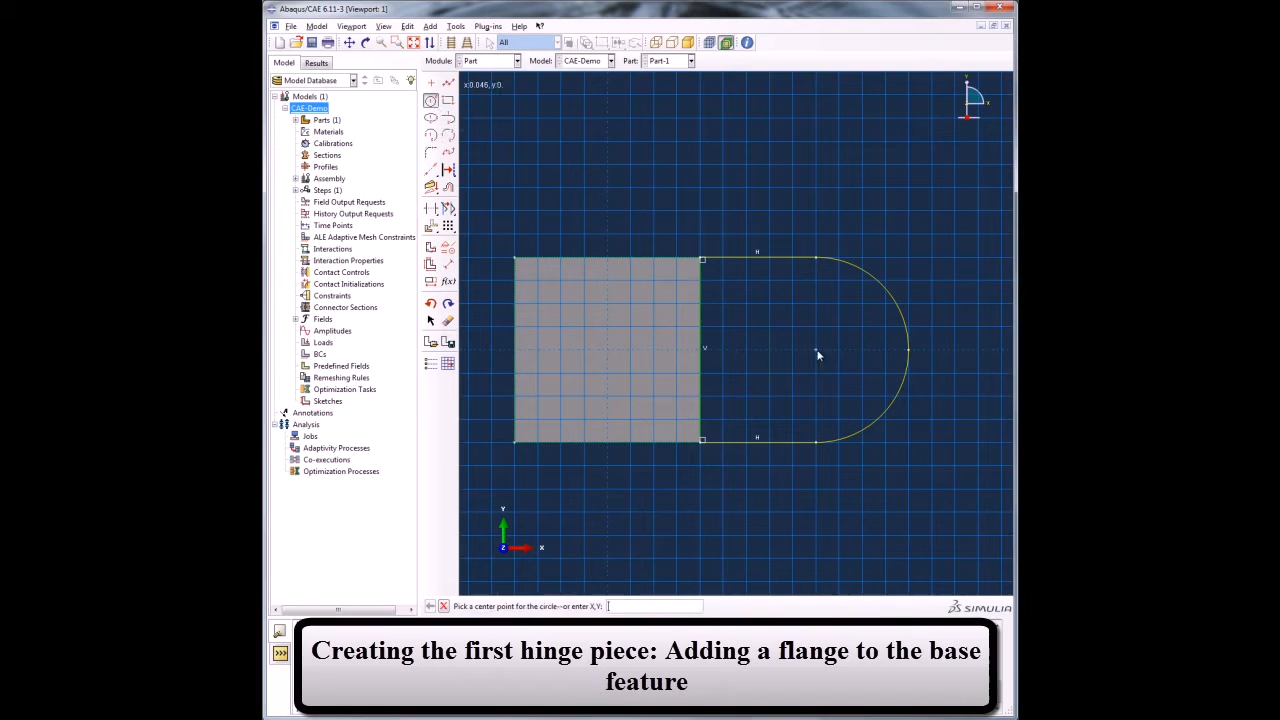 Abaqus/CAE 6.11-3 [Viewport: 1]
File Model Viewport View Edit Add Tools Plug-ins Help
All
Model Results
Module: Part Model: CAE-Demo Part: Part-1
Model Database
x:0.046, y:0.
Y
X
Models (1)
CAE-Demo
Parts (1)
Materials
Calibrations
Sections
Profiles
Assembly
Steps (1)
Field Output Requests
History Output Requests
Time Points
ALE Adaptive Mesh Constraints
Interactions
Interaction Properties
Contact Controls
Contact Initializations
Constraints
Connector Sections
Fields
Amplitudes
Loads
BCs
Predefined Fields
Remeshing Rules
Optimization Tasks
Sketches
Annotations
Analysis
Jobs
Adaptivity Processes
Co-executions
Optimization Processes
f(x)
H
V
H
Y
Z X
Pick a center point for the circle--or enter X,Y:
SIMULIA
Creating the first hinge piece: Adding a flange to the base
feature